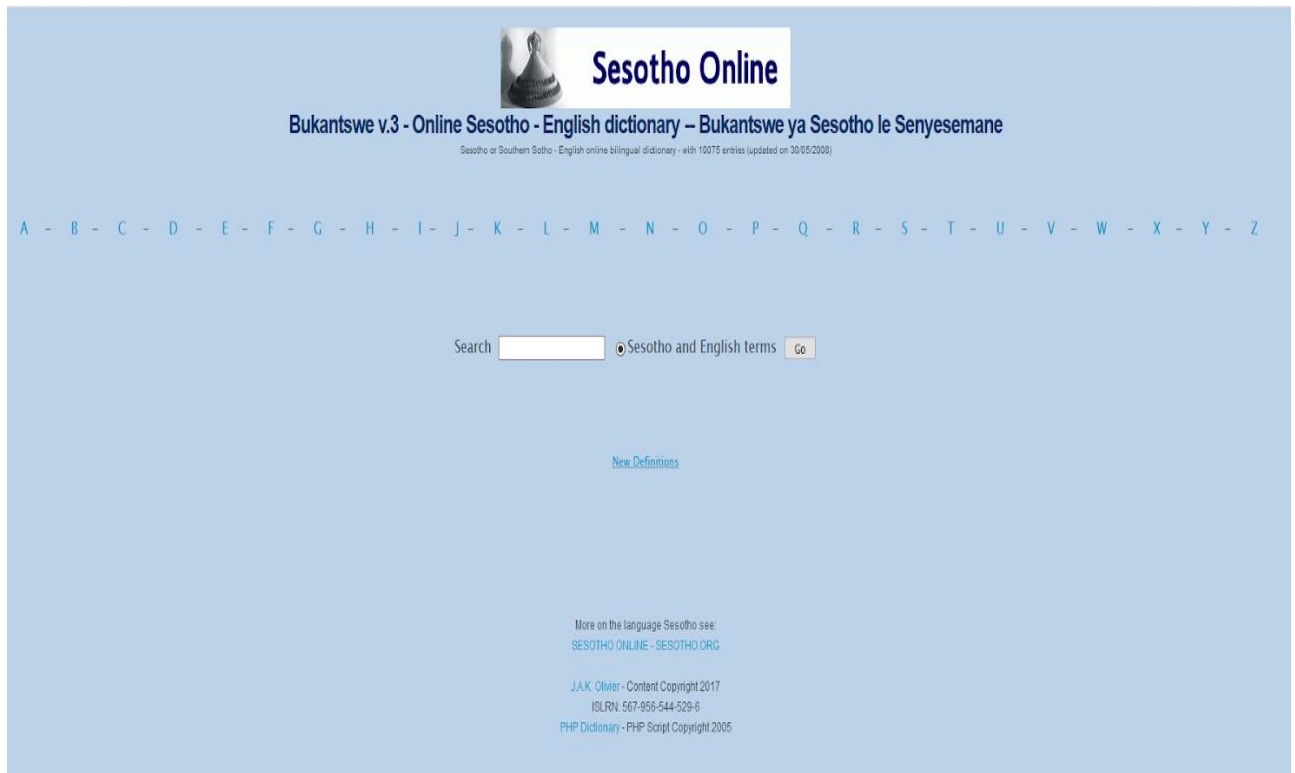 Sesotho Online
Bukantswe v.3 - Online Sesotho - English dictionary -- Bukantswe ya Sesotho le Senyesemane
Sesotho or Southern Sotho - English online bilingual dictionary - with 10075 entries (updated on 30/05/2008)
A - B - C - D - E - F - G - H - I - J - K - L - M - N - O - P - Q - R - S - T - U - V - W - X - Y - Z
Search Sesotho and English terms Go
New Definitions
More on the language Sesotho see:
SESOTHO ONLINE - SESOTHO.ORG
J.A.K. Olivier - Content Copyright 2017
ISLRN: 567-956-544-529-6
PHP Dictionary - PHP Script Copyright 2005